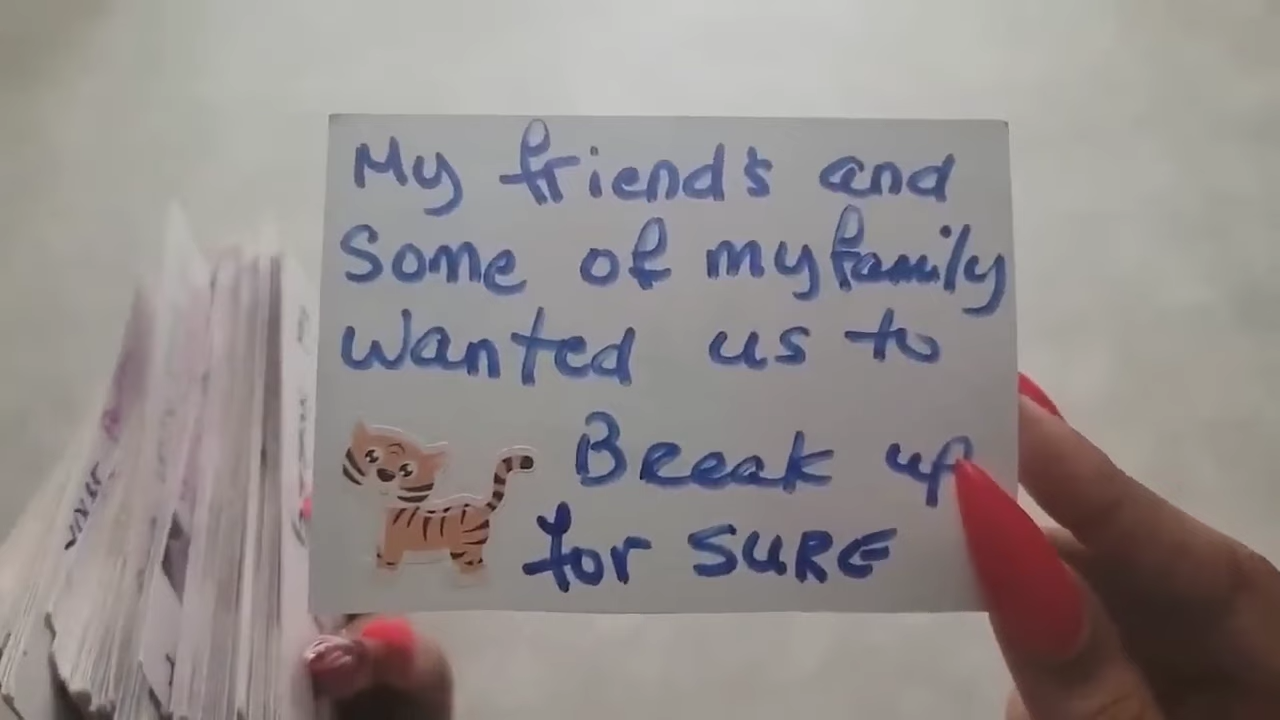 My friend's and
Some of my family
wanted us to
Break up
for SURE